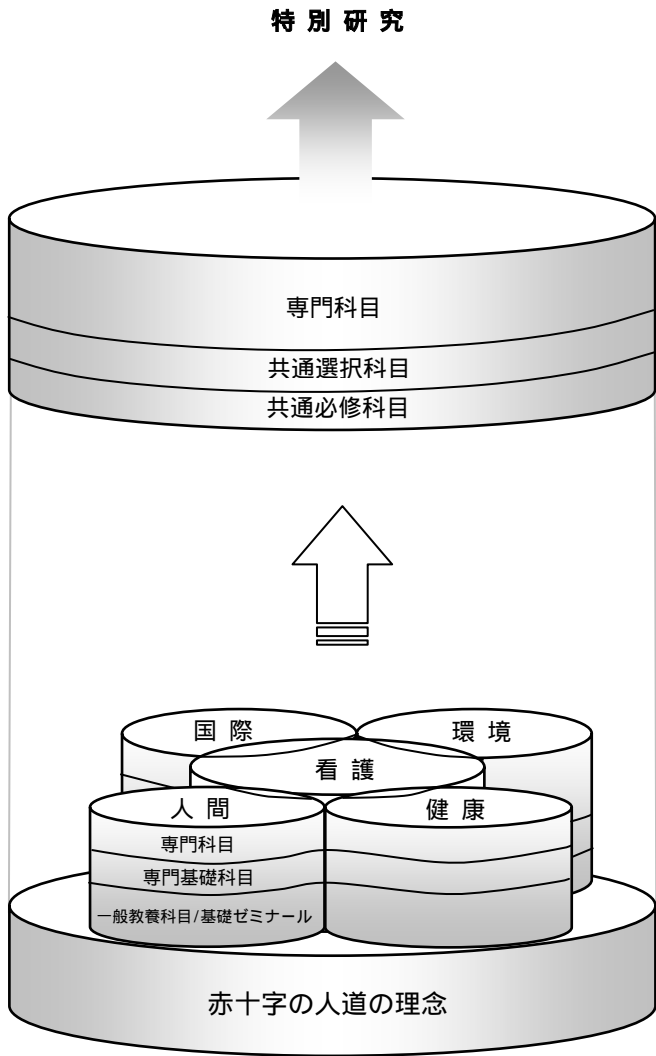 特別研究
専門科目
共通選択科目
共通必修科目
国際
環境
看護
人間
健康
専門科目
専門基礎科目
一般教養科目/基礎ゼミナール
赤十字の人道の理念